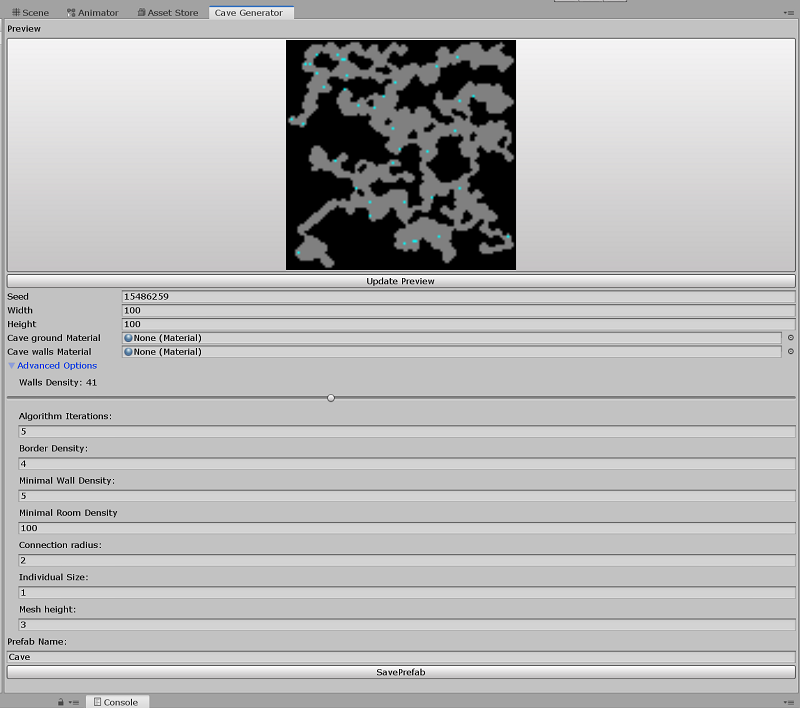 Scene Animator Asset Store Cave Generator
Preview
Update Preview
Seed 15486259
Width 100
Height 100
Cave ground Material None (Material)
Cave walls Material None (Material)
Advanced Options
Walls Density: 41
Algorithm Iterations:
5
Border Density:
4
Minimal Wall Density:
5
Minimal Room Density
100
Connection radius:
2
Individual Size:
1
Mesh height:
3
Prefab Name:
Cave
SavePrefab
Console